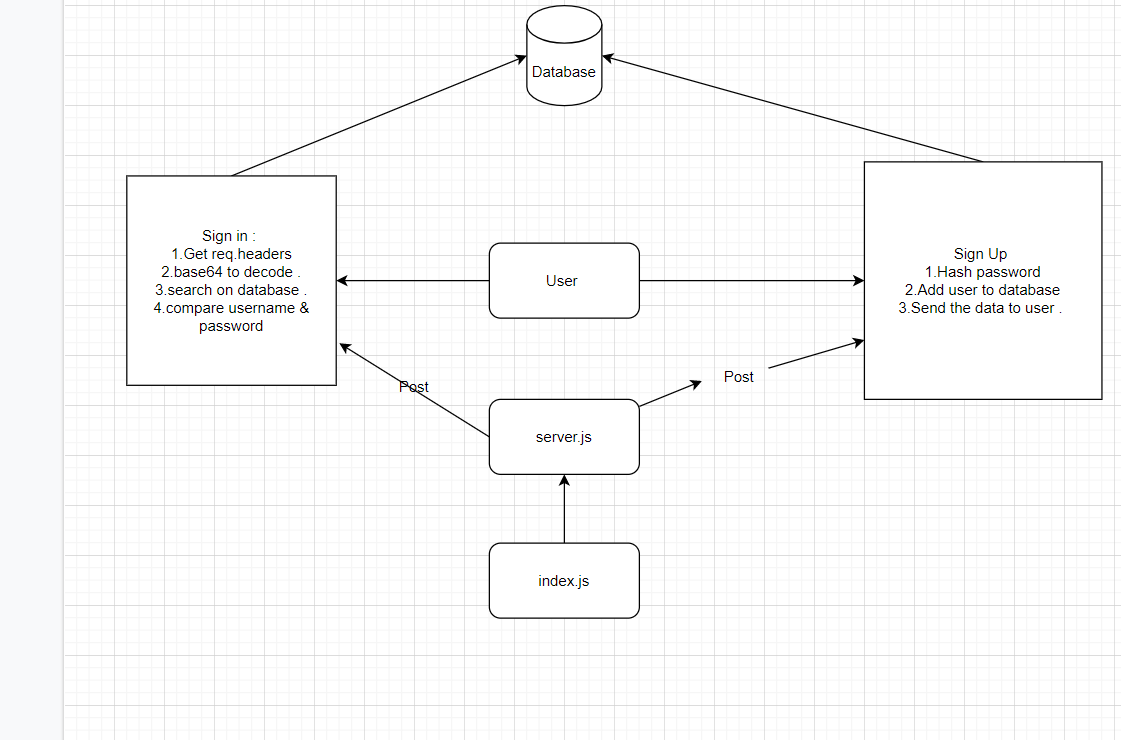 Database
Sign in :
1.Get req.headers
2.base64 to decode .
3.search on database .
4.compare username &
password
User
Sign Up
1.Hash password
2.Add user to database
3.Send the data to user .
Post
Post
server.js
index.js